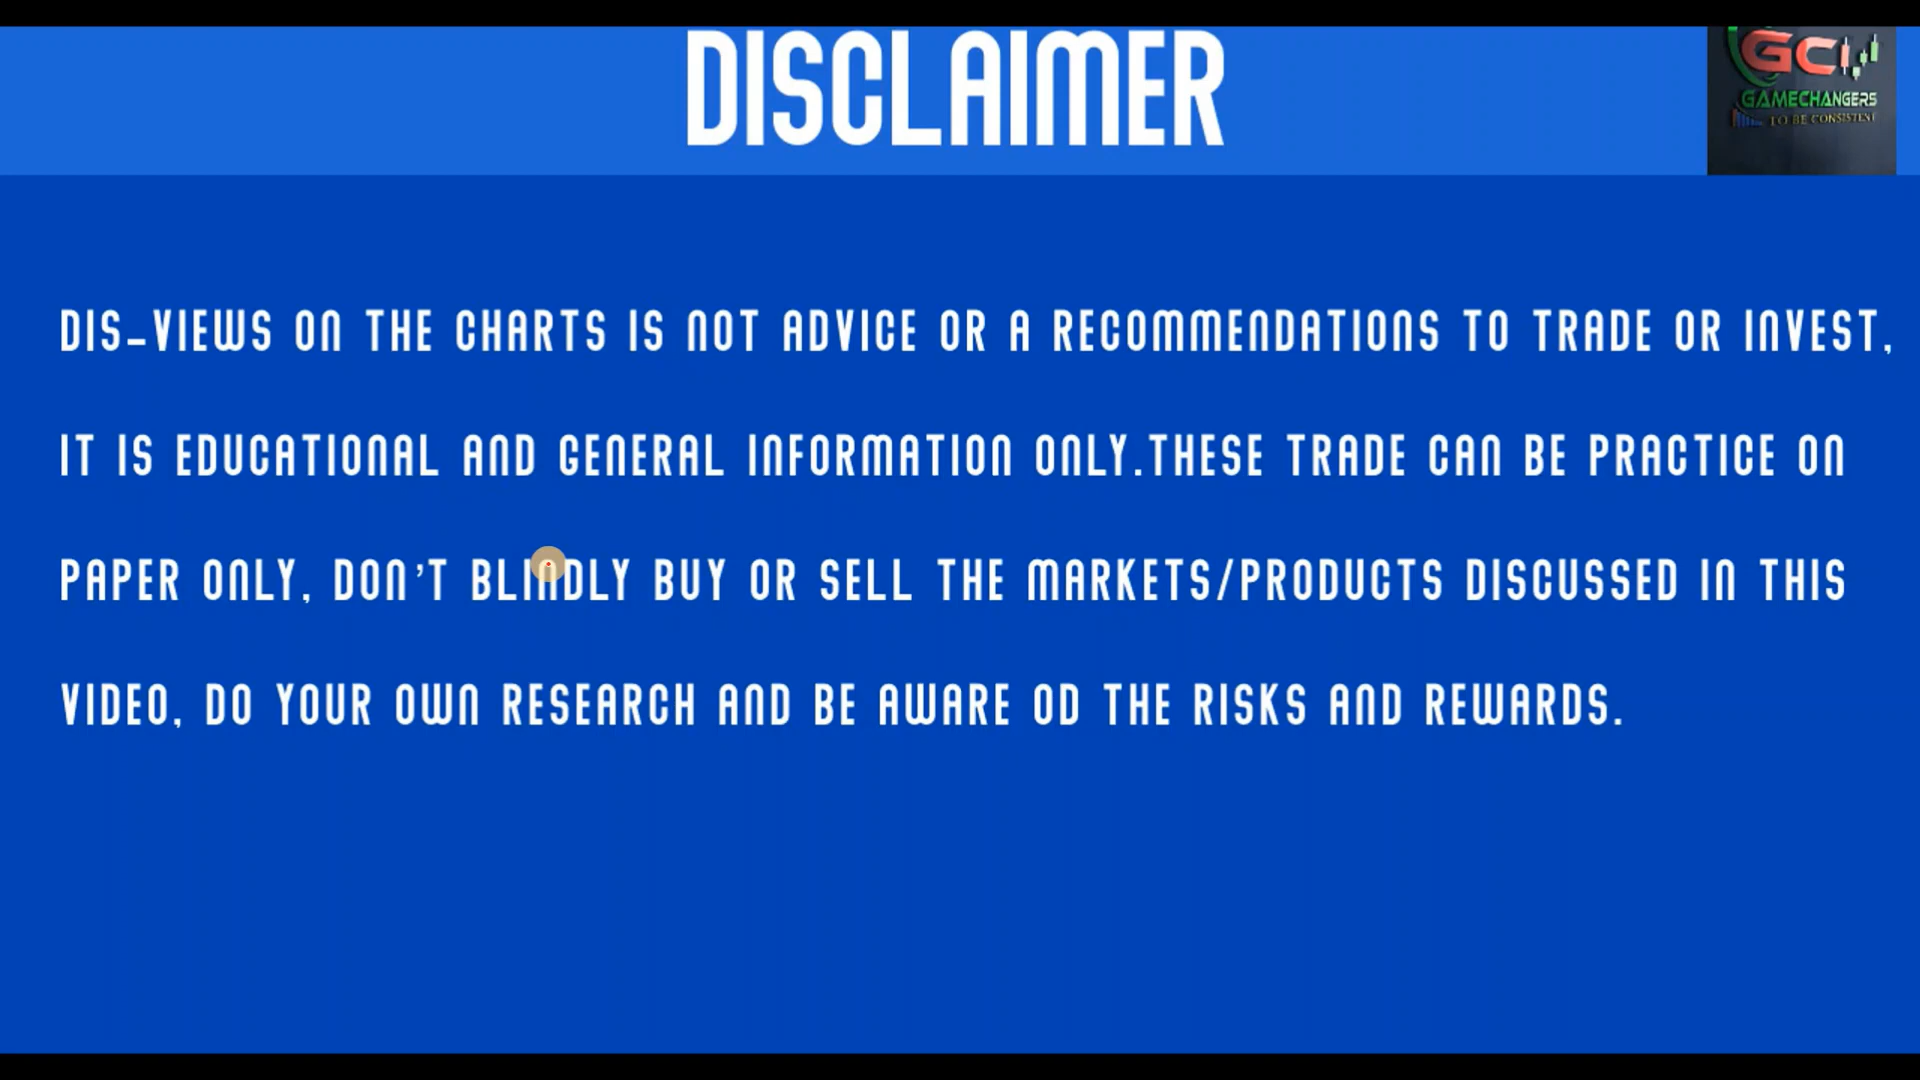 DISCLAIMER
GCI
GAMECHANGERS
TO BE CONSISTENT
DIS-VIEWS ON THE CHARTS IS NOT ADVICE OR A RECOMMENDATIONS TO TRADE OR INVEST,
IT IS EDUCATIONAL AND GENERAL INFORMATION ONLY.THESE TRADE CAN BE PRACTICE ON
PAPER ONLY, DON'T BLINDLY BUY OR SELL THE MARKETS/PRODUCTS DISCUSSED IN THIS
VIDEO, DO YOUR OWN RESEARCH AND BE AWARE OD THE RISKS AND REWARDS.